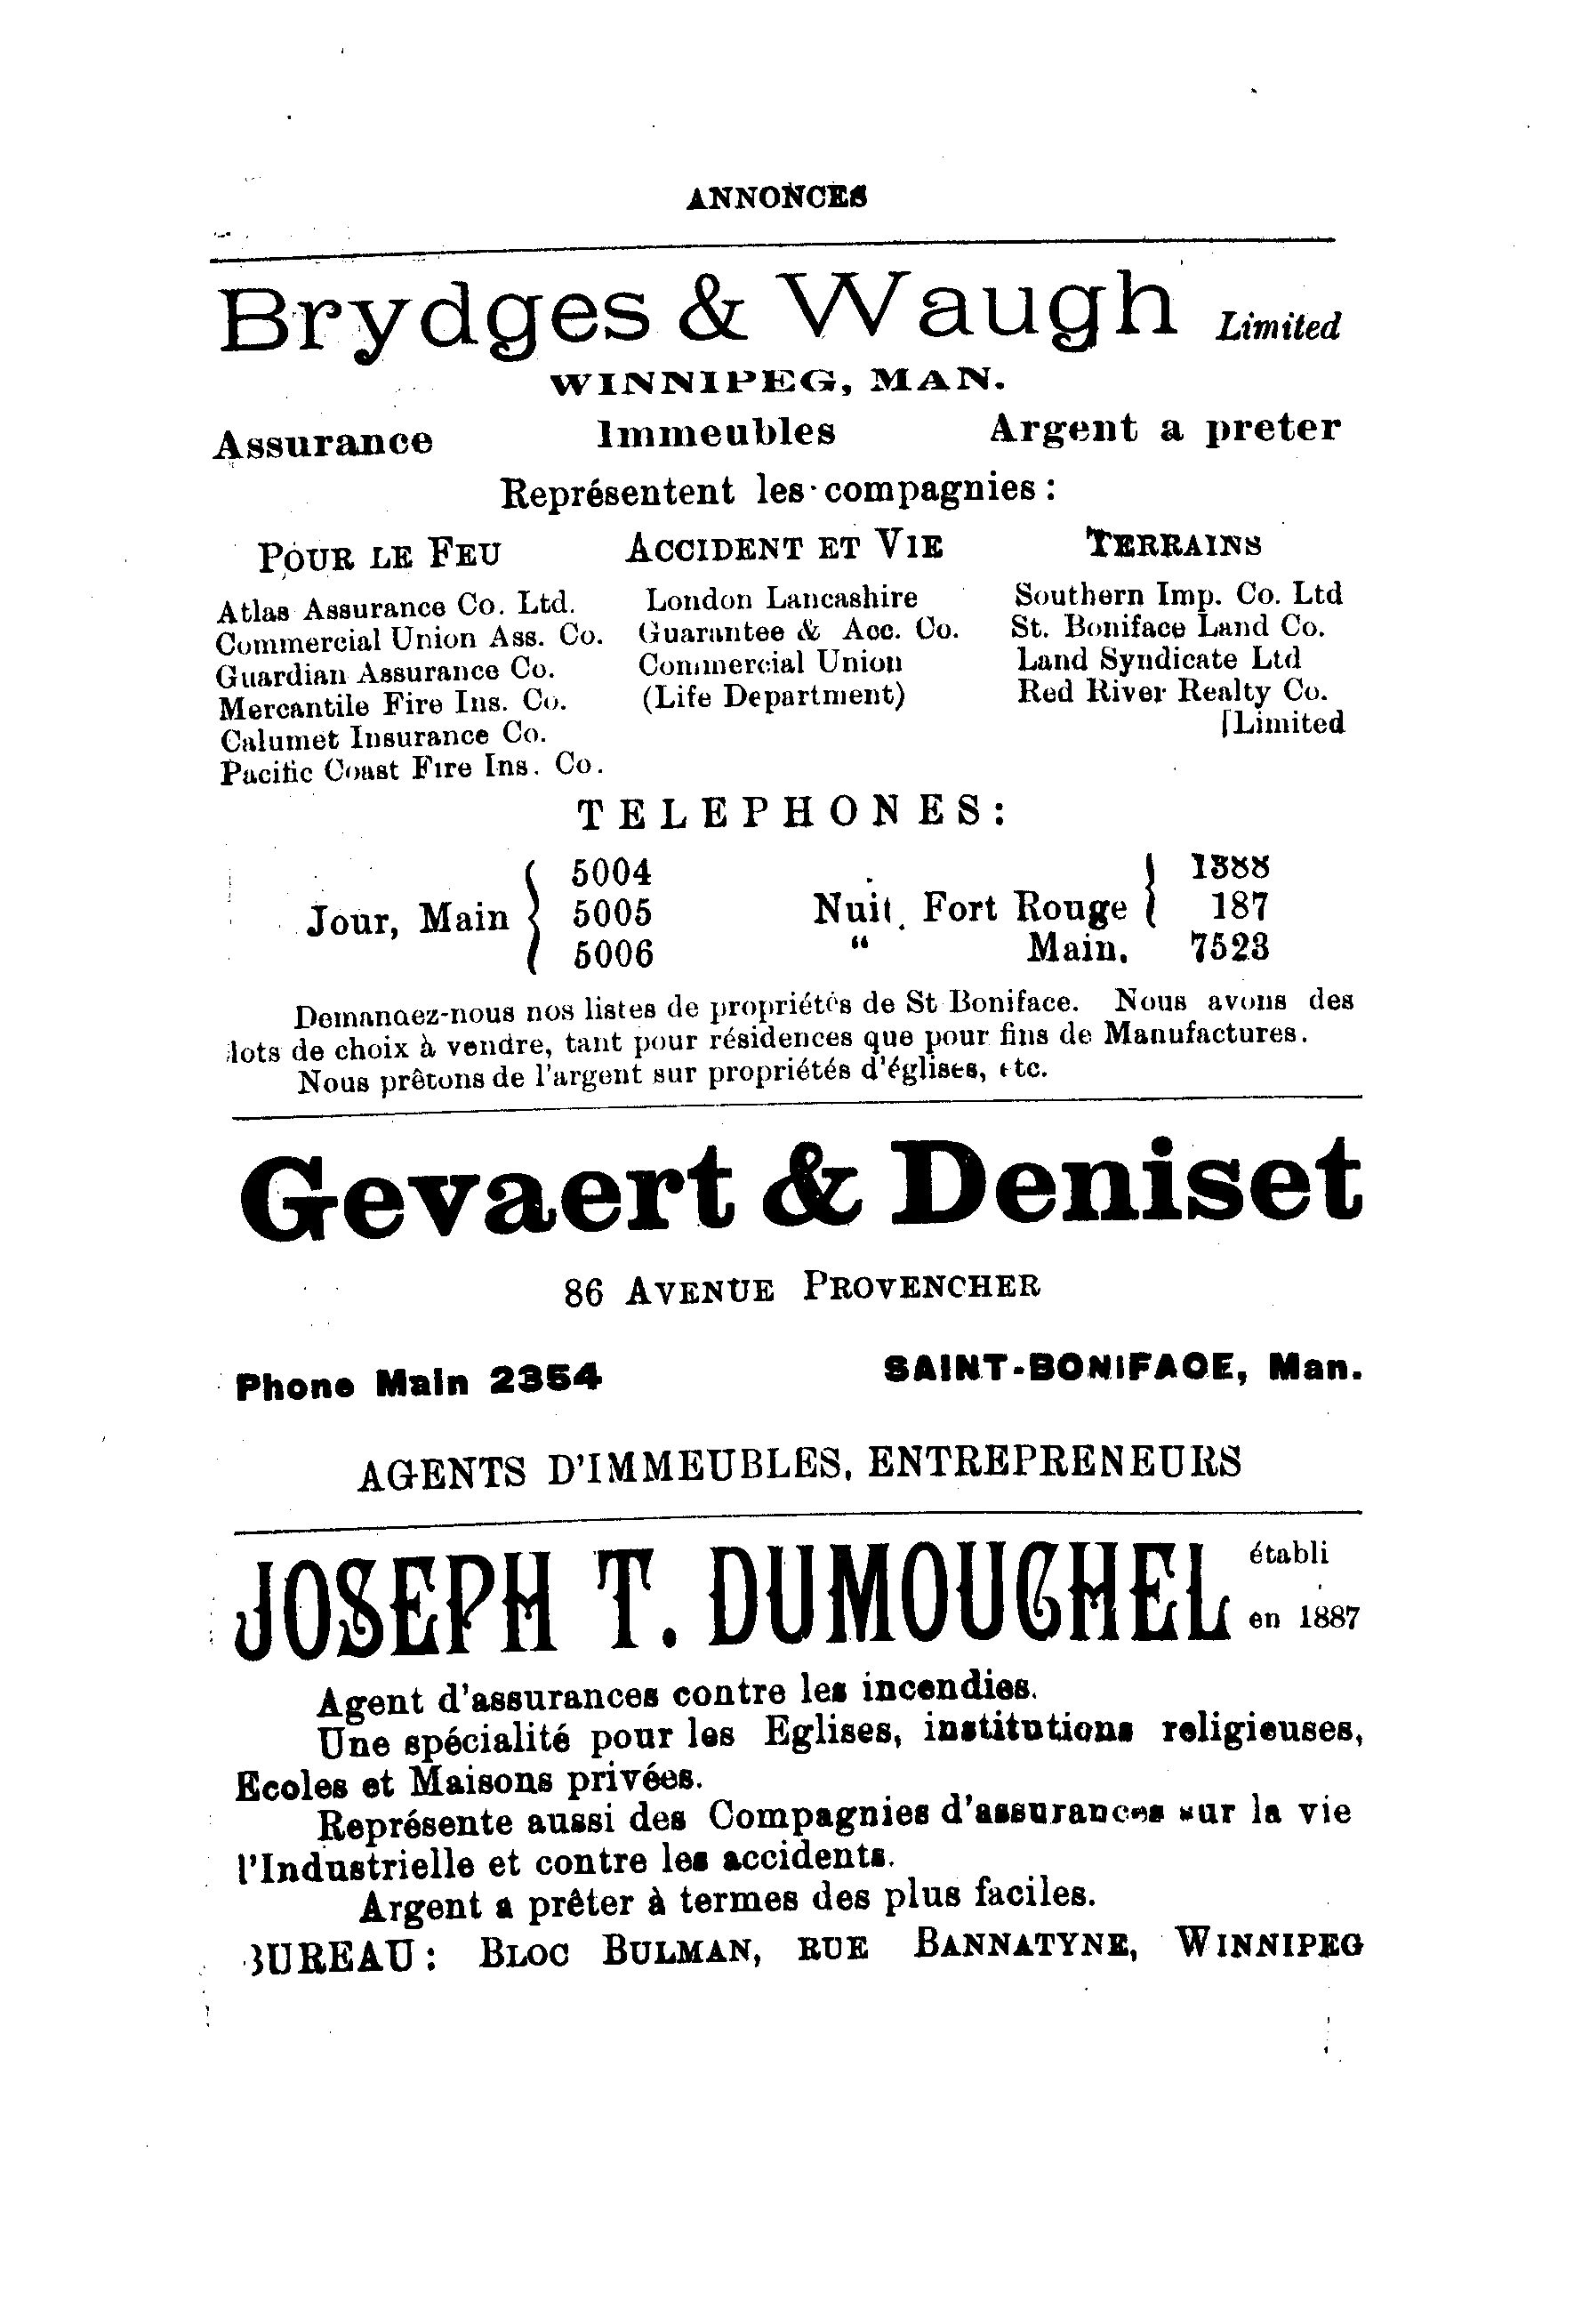 ANNONCES
Brydges & Waugh Limited
WINNIPEG, MAN.
Assurance Immeubles Argent a preter
Représentent les compagnies :
POUR LE FEU
Atlas Assurance Co. Ltd.
Commercial Union Ass. Co.
Guardian Assurance Co.
Mercantile Fire Ins. Co.
Calumet Insurance Co.
Pacific Coast Fire Ins. Co.
ACCIDENT ET VIE
London Lancashire
Guarantee & Acc. Co.
Commercial Union
(Life Department)
TERRAINS
Southern Imp. Co. Ltd
St. Boniface Land Co.
Land Syndicate Ltd
Red River Realty Co.
[Limited
TELEPHONES:
Jour, Main { 5004
5005
5006
Nuit, Fort Rouge } 1388
187
“ Main. 7523
Demandez-nous nos listes de propriétés de St Boniface. Nous avons des
lots de choix à vendre, tant pour résidences que pour fins de Manufactures.
Nous prêtons de l'argent sur propriétés d'églises, etc.
Gevaert & Deniset
86 AVENUE PROVENCHER
Phone Main 2354 SAINT-BONIFACE, Man.
AGENTS D'IMMEUBLES, ENTREPRENEURS
JOSEPH T. DUMOUCHEL établi
en 1887
Agent d'assurances contre les incendies.
Une spécialité pour les Eglises, institutions religieuses,
Ecoles et Maisons privées.
Représente aussi des Compagnies d'assurances sur la vie
l'Industrielle et contre les accidents.
Argent a prêter à termes des plus faciles.
BUREAU : BLOC BULMAN, RUE BANNATYNE, WINNIPEG